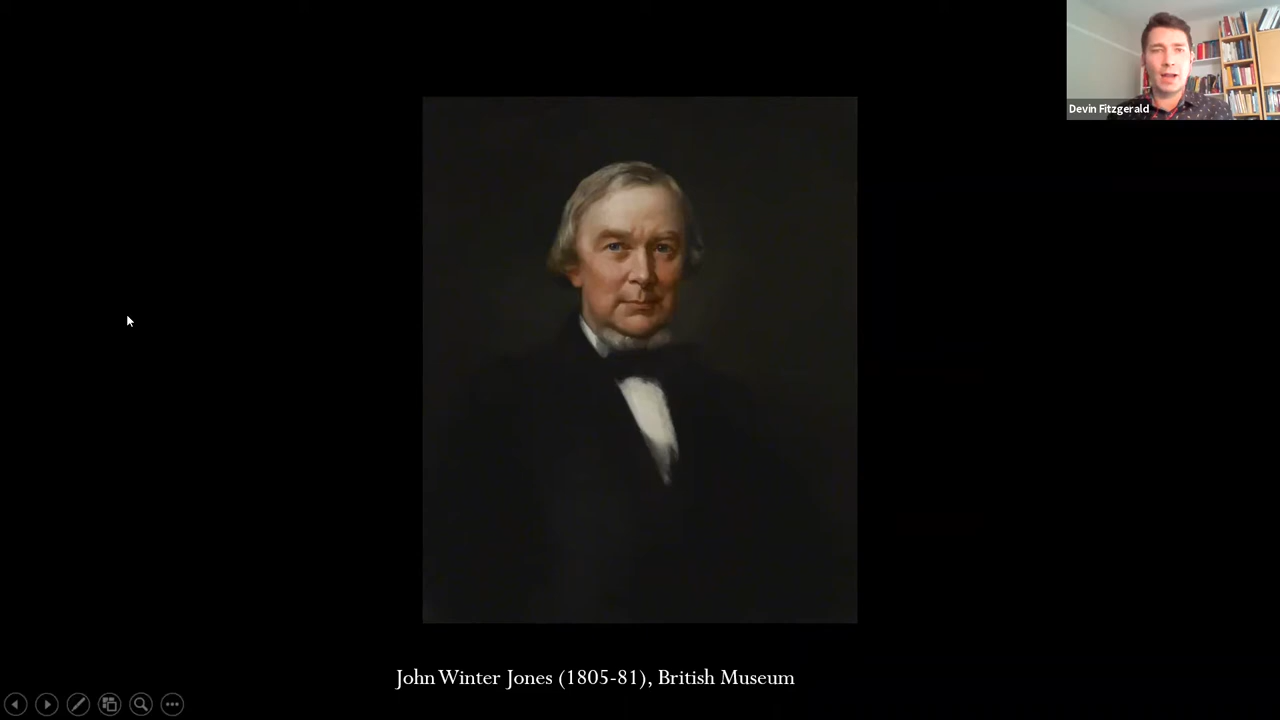 Devin Fitzgerald
John Winter Jones (1805-81), British Museum